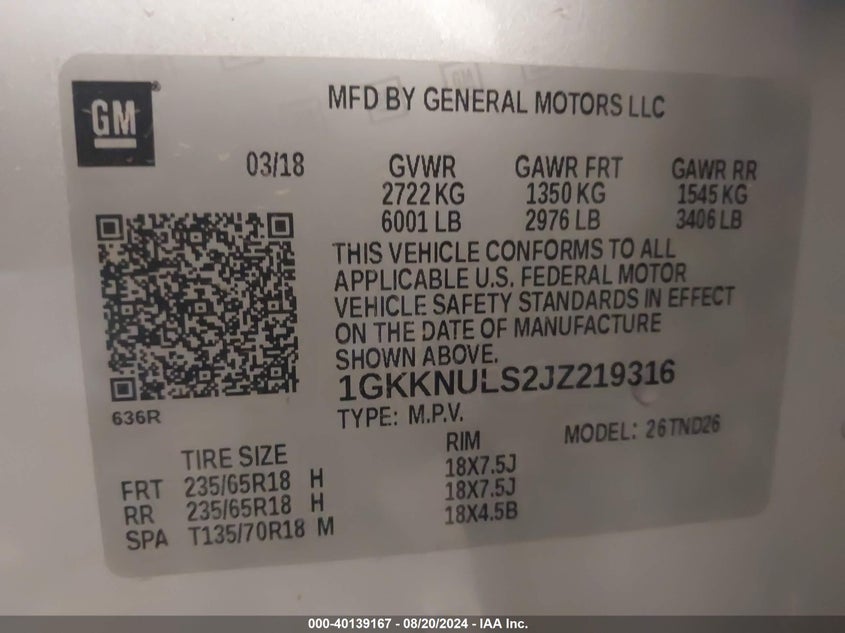 GM
®
MFD BY GENERAL MOTORS LLC
03/18 GVWR GAWR FRT GAWR RR
2722 KG 1350 KG 1545 KG
6001 LB 2976 LB 3406 LB
THIS VEHICLE CONFORMS TO ALL
APPLICABLE U.S. FEDERAL MOTOR
VEHICLE SAFETY STANDARDS IN EFFECT
ON THE DATE OF MANUFACTURE
SHOWN ABOVE.
1GKKNULS2JZ219316
636R
TYPE: M.P.V. MODEL: 26TND26
TIRE SIZE RIM
FRT 235/65R18 H 18X7.5J
RR 235/65R18 H 18X7.5J
SPA T135/70R18 M 18X4.5B
000-40139167 - 08/20/2024 - IAA Inc.